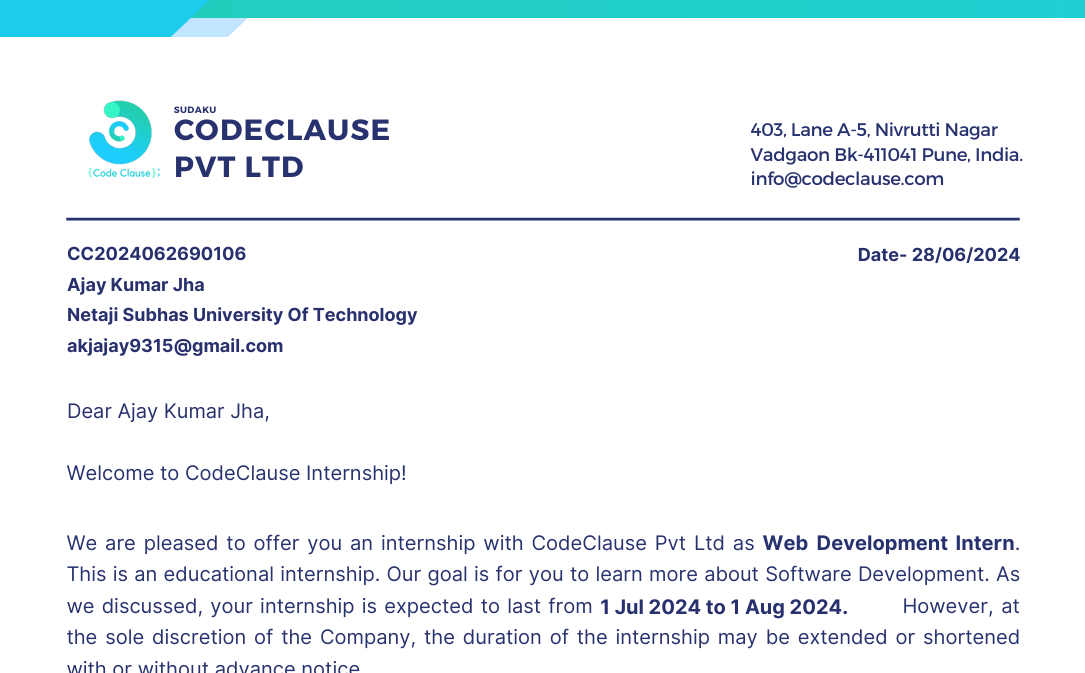 SUDAKU
CODECLAUSE
PVT LTD
{Code Clause};
403, Lane A-5, Nivrutti Nagar
Vadgaon Bk-411041 Pune, India.
info@codeclause.com
CC2024062690106
Date- 28/06/2024
Ajay Kumar Jha
Netaji Subhas University Of Technology
akjajay9315@gmail.com
Dear Ajay Kumar Jha,
Welcome to CodeClause Internship!
We are pleased to offer you an internship with CodeClause Pvt Ltd as Web Development Intern.
This is an educational internship. Our goal is for you to learn more about Software Development. As
we discussed, your internship is expected to last from 1 Jul 2024 to 1 Aug 2024. However, at
the sole discretion of the Company, the duration of the internship may be extended or shortened
with or without advance notice.